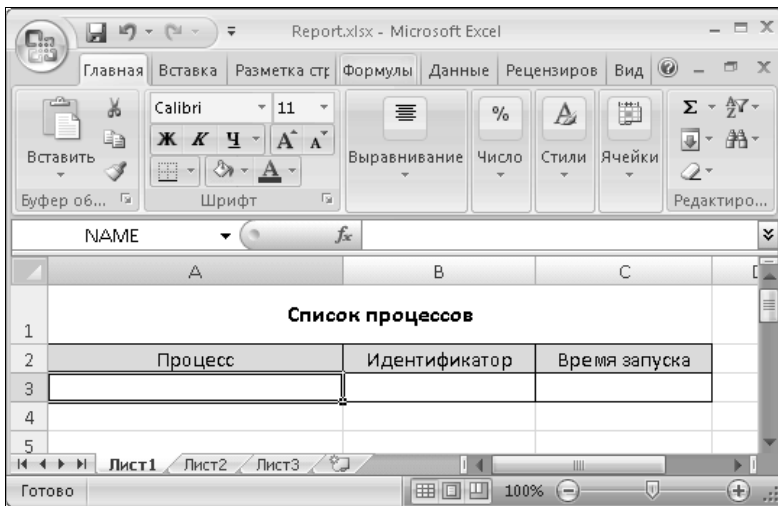 Report.xlsx - Microsoft Excel
Главная Вставка Разметка стр Формулы Данные Рецензиров Вид
Calibri 11
Ж К Ч A A
Вставить Выравнивание % Число Стили Ячейки Σ
Буфер об... Шрифт Редактиро...
NAME fx
A B C
1 Список процессов
2 Процесс Идентификатор Время запуска
3
4
5
Лист1 Лист2 Лист3
Готово 100%